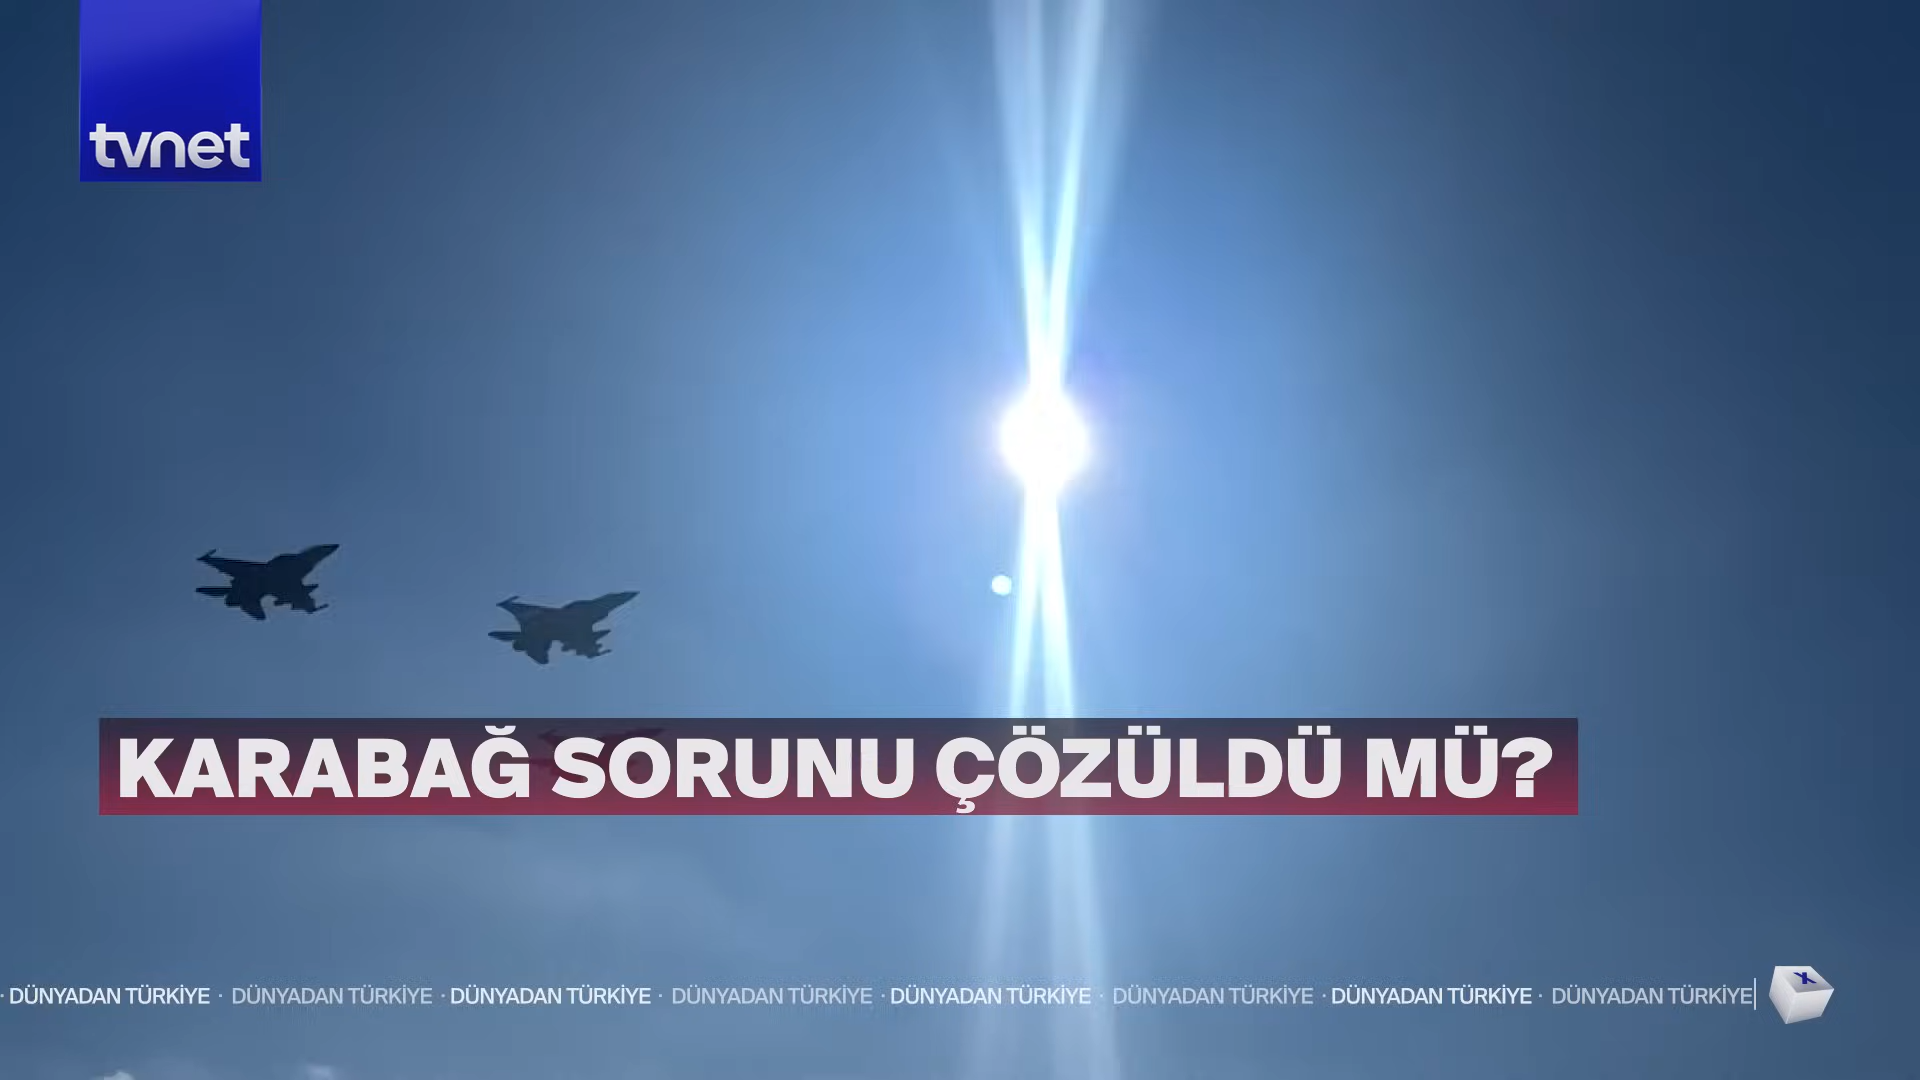 tvnet
KARABAĞ SORUNU ÇÖZÜLDÜ MÜ?
· DÜNYADAN TÜRKİYE · DÜNYADAN TÜRKİYE · DÜNYADAN TÜRKİYE · DÜNYADAN TÜRKİYE · DÜNYADAN TÜRKİYE · DÜNYADAN TÜRKİYE · DÜNYADAN TÜRKİYE · DÜNYADAN TÜRKİYE